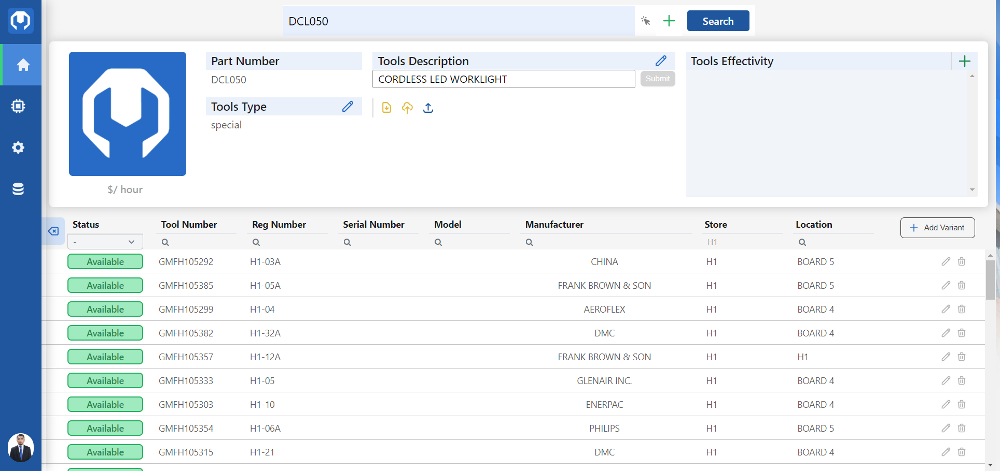 DCL050
Search
Part Number
DCL050
Tools Description
CORDLESS LED WORKLIGHT
Submit
Tools Effectivity
Tools Type
special
$/ hour
Status Tool Number Reg Number Serial Number Model Manufacturer Store Location
Add Variant
- H1
Available GMFH105292 H1-03A CHINA H1 BOARD 5
Available GMFH105385 H1-05A FRANK BROWN & SON H1 BOARD 5
Available GMFH105299 H1-04 AEROFLEX H1 BOARD 4
Available GMFH105382 H1-32A DMC H1 BOARD 4
Available GMFH105357 H1-12A FRANK BROWN & SON H1 H1
Available GMFH105333 H1-05 GLENAIR INC. H1 BOARD 4
Available GMFH105303 H1-10 ENERPAC H1 BOARD 4
Available GMFH105354 H1-06A PHILIPS H1 BOARD 5
Available GMFH105315 H1-21 DMC H1 BOARD 4